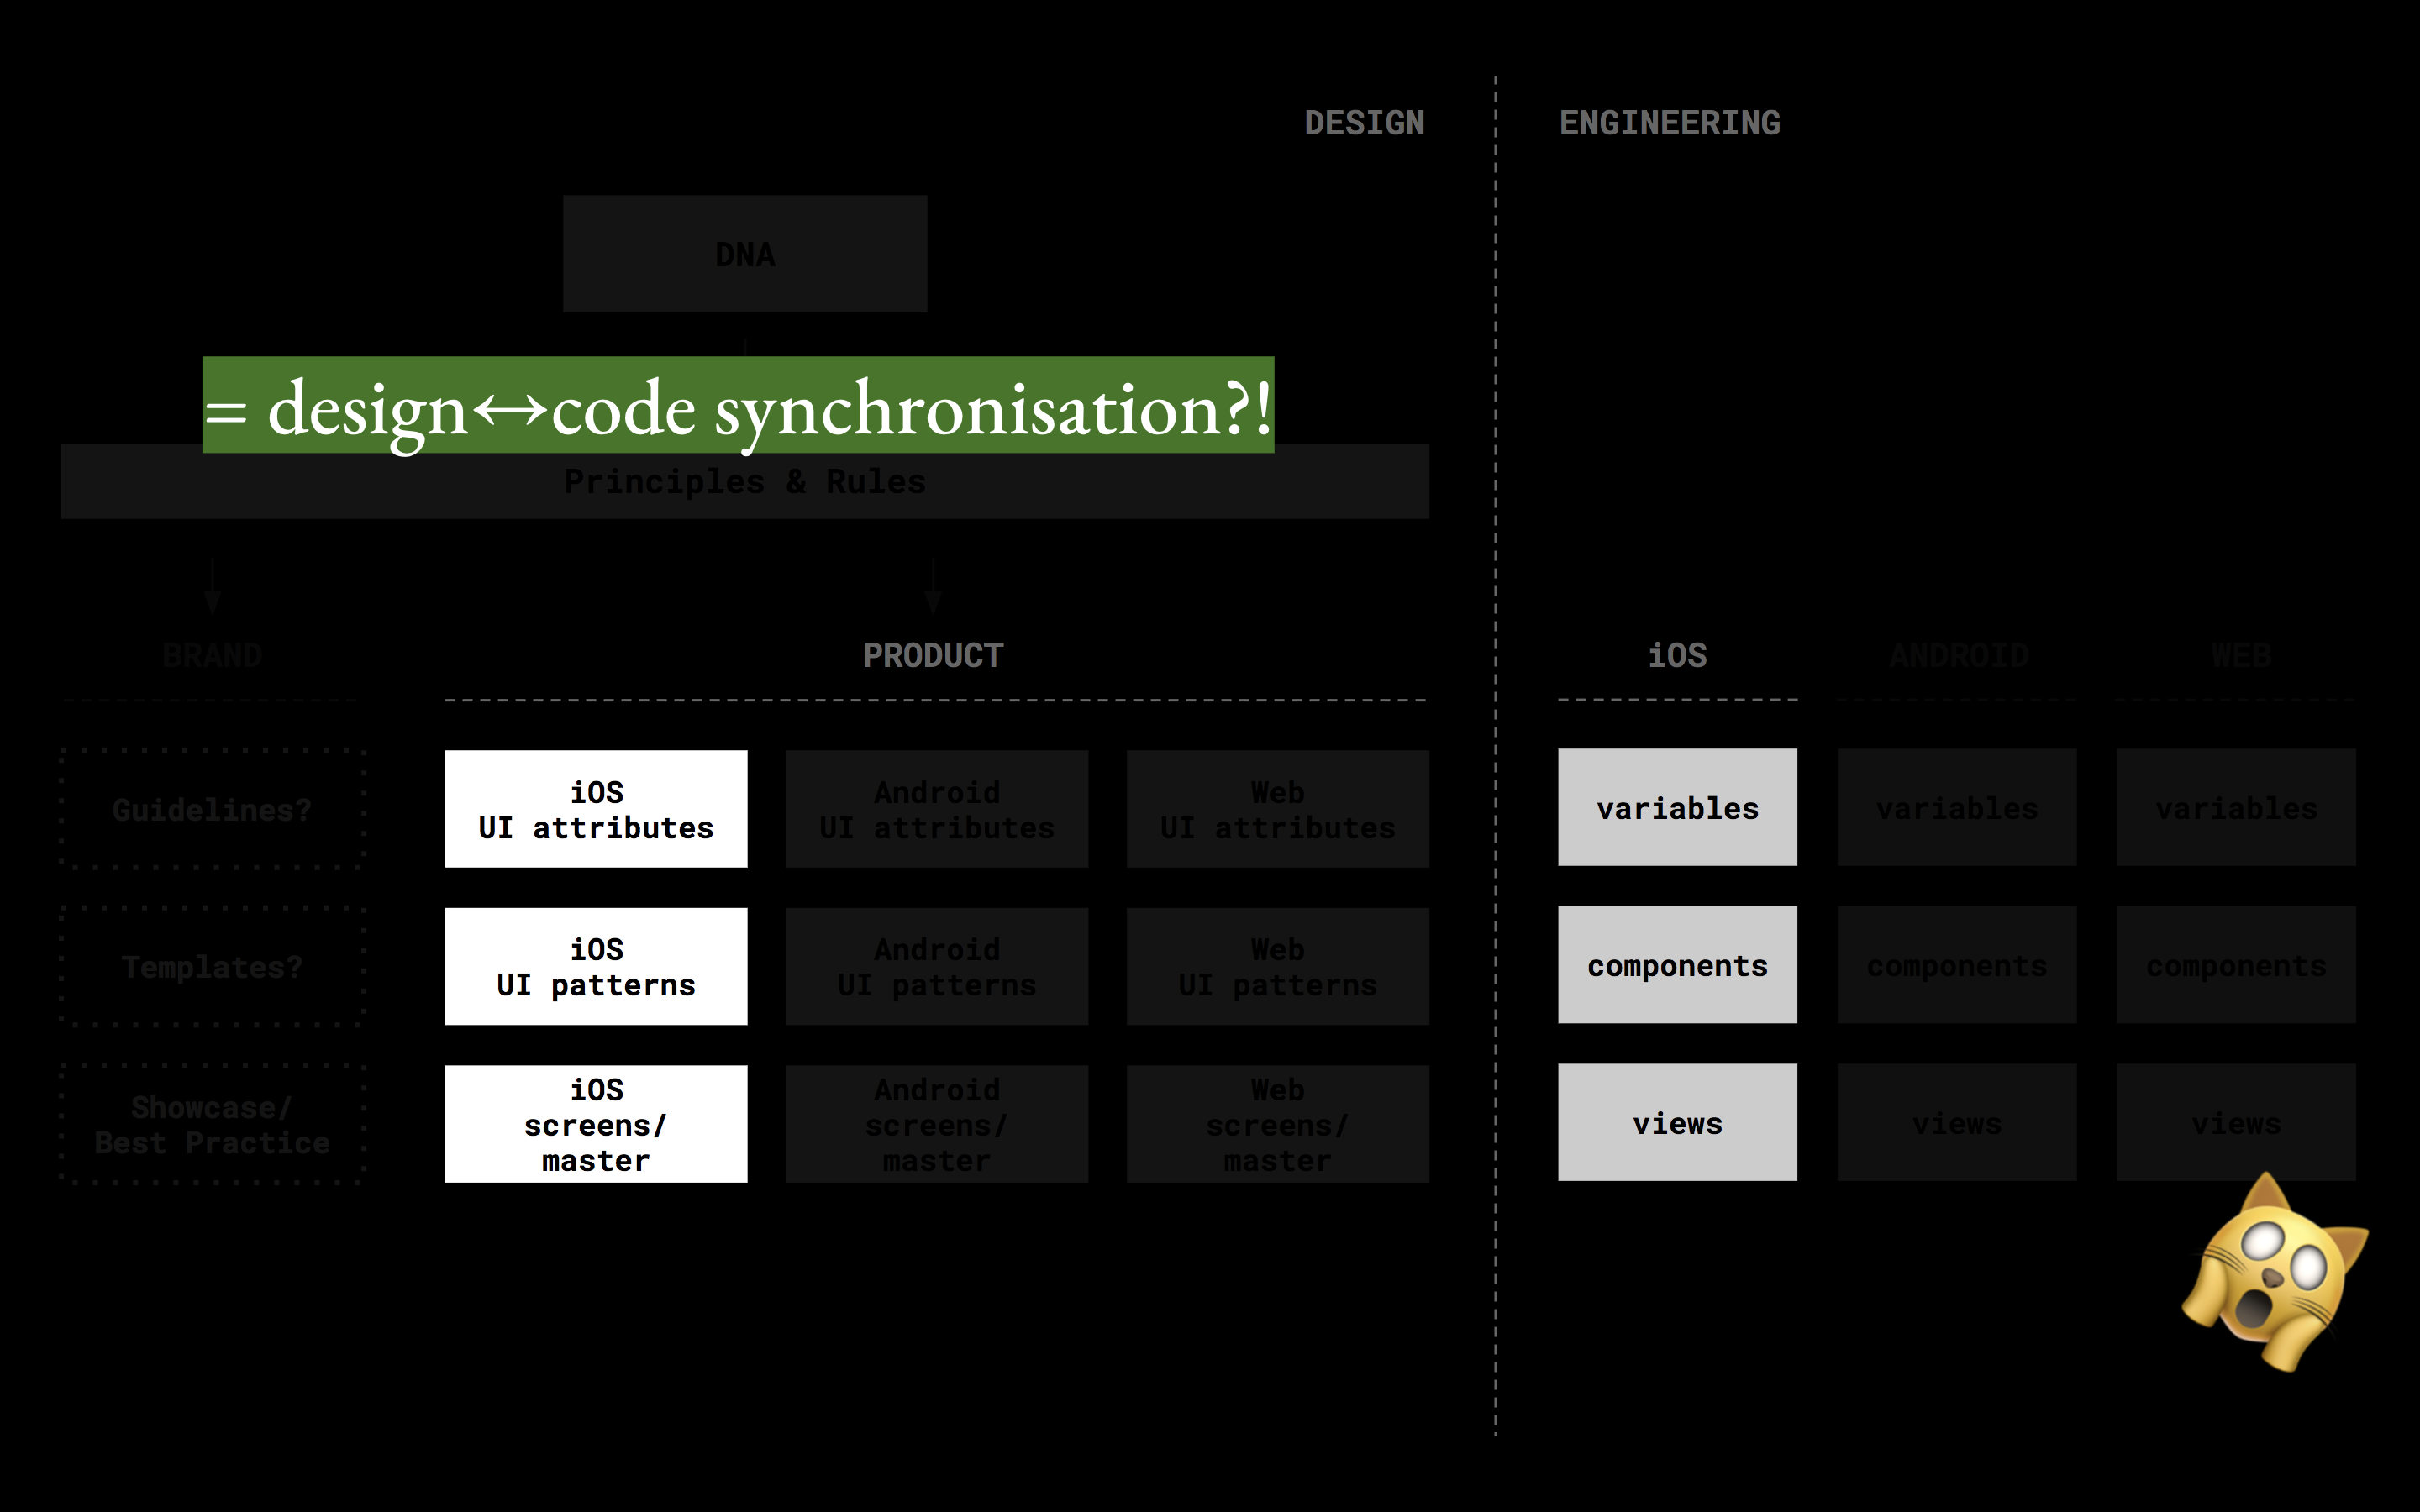 DESIGN
ENGINEERING
DNA
= design↔code synchronisation?!
Principles & Rules
BRAND
PRODUCT
iOS
ANDROID
WEB
Guidelines?
iOS
UI attributes
Android
UI attributes
Web
UI attributes
variables
variables
variables
Templates?
iOS
UI patterns
Android
UI patterns
Web
UI patterns
components
components
components
Showcase/
Best Practice
iOS
screens/
master
Android
screens/
master
Web
screens/
master
views
views
views